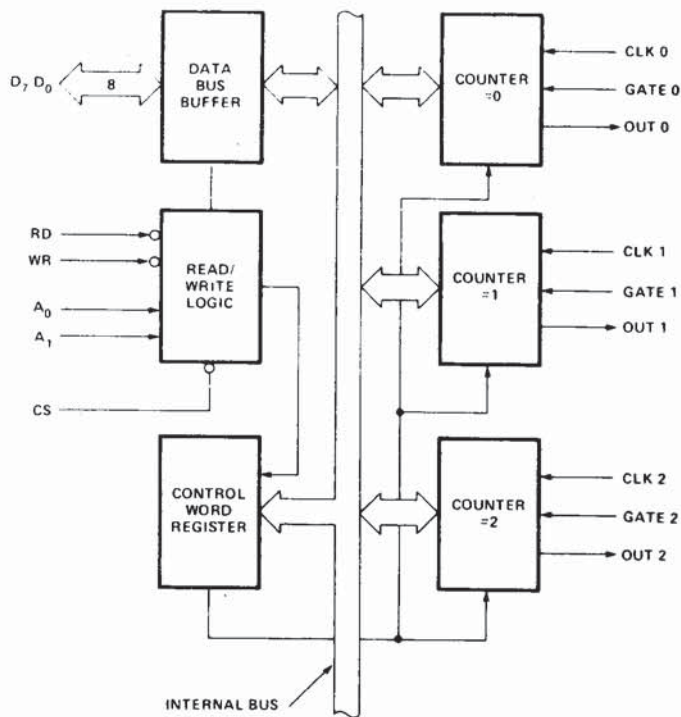 DATA
BUS
BUFFER
D7 D0
8
COUNTER
=0
CLK 0
GATE 0
OUT 0
RD
WR
A0
A1
CS
READ/
WRITE
LOGIC
COUNTER
=1
CLK 1
GATE 1
OUT 1
CONTROL
WORD
REGISTER
COUNTER
=2
CLK 2
GATE 2
OUT 2
INTERNAL BUS